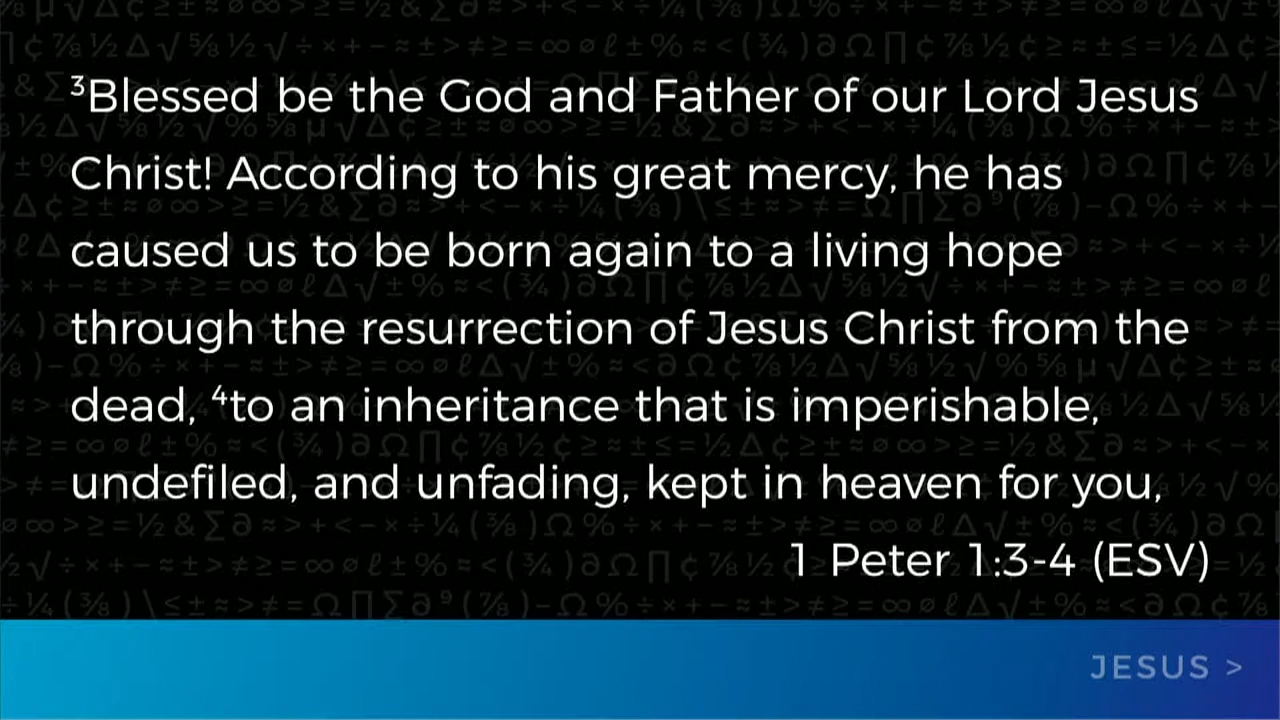 ³Blessed be the God and Father of our Lord Jesus
Christ! According to his great mercy, he has
caused us to be born again to a living hope
through the resurrection of Jesus Christ from the
dead, ⁴to an inheritance that is imperishable,
undefiled, and unfading, kept in heaven for you,
1 Peter 1:3-4 (ESV)
JESUS >